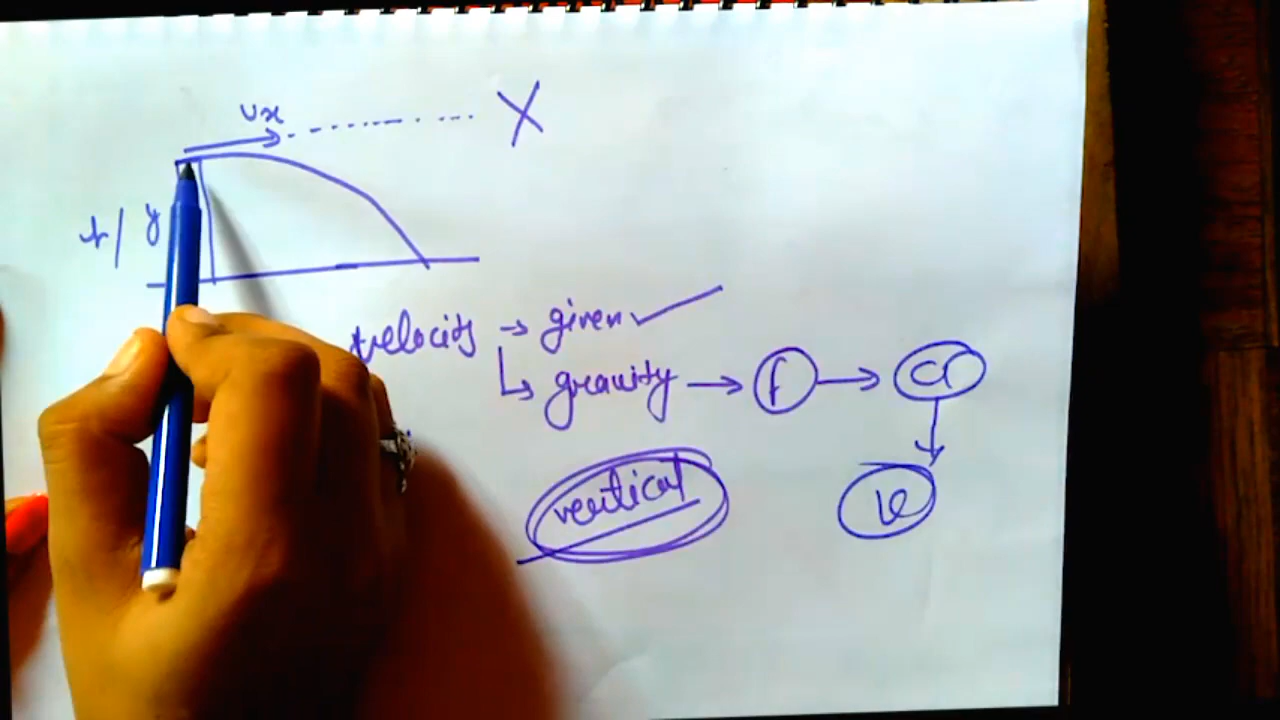 ux
X
y
velocity → given ✓
↳ gravity → F → a
vertical
v